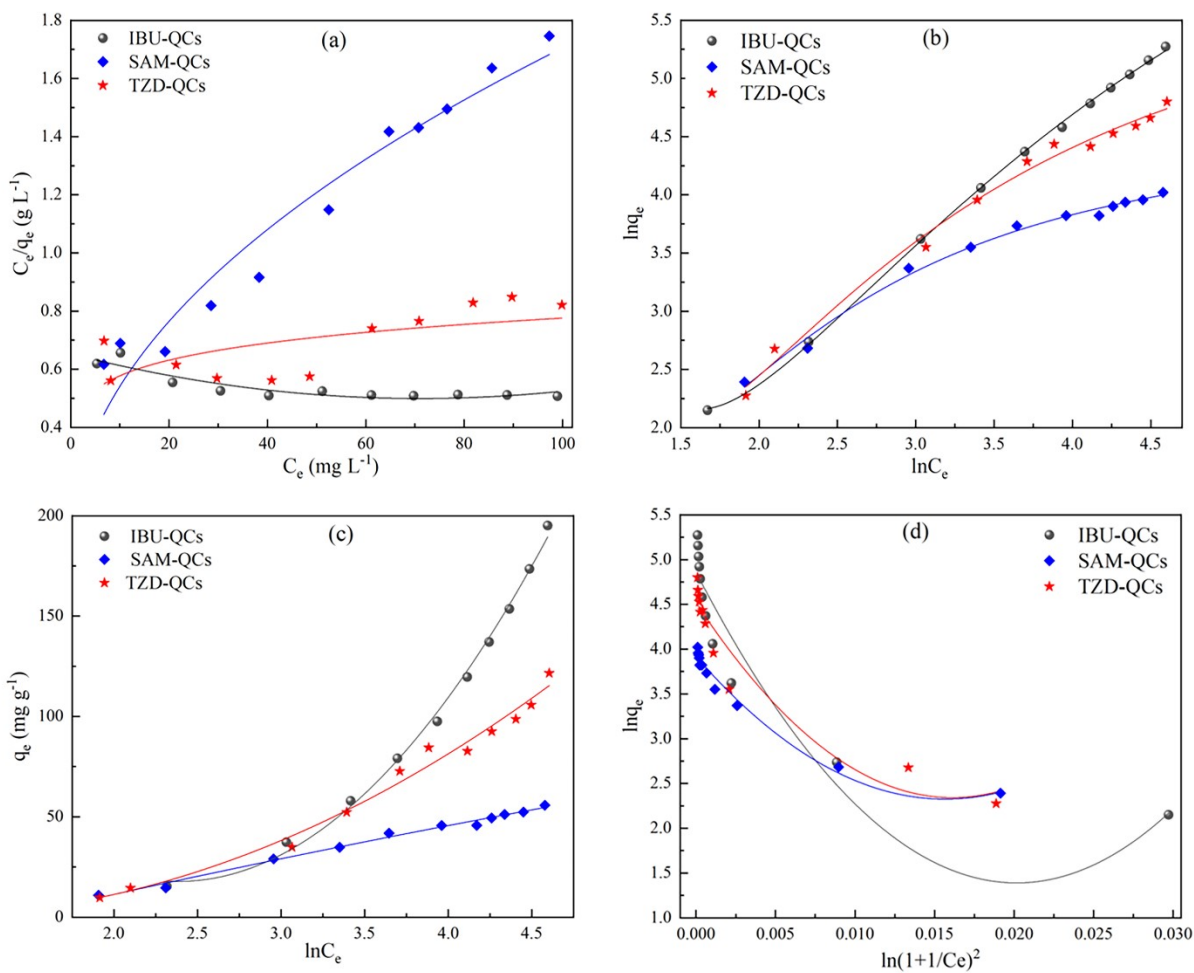 (a)
IBU-QCs
SAM-QCs
TZD-QCs
1.8
1.6
1.4
1.2
1.0
0.8
0.6
0.4
0 20 40 60 80 100
Cₑ/qₑ (g L⁻¹)
Cₑ (mg L⁻¹)
(b)
IBU-QCs
SAM-QCs
TZD-QCs
5.5
5.0
4.5
4.0
3.5
3.0
2.5
2.0
1.5 2.0 2.5 3.0 3.5 4.0 4.5
lnqₑ
lnCₑ
(c)
IBU-QCs
SAM-QCs
TZD-QCs
200
150
100
50
0
2.0 2.5 3.0 3.5 4.0 4.5
qₑ (mg g⁻¹)
lnCₑ
(d)
IBU-QCs
SAM-QCs
TZD-QCs
5.5
5.0
4.5
4.0
3.5
3.0
2.5
2.0
1.5
1.0
0.000 0.005 0.010 0.015 0.020 0.025 0.030
lnqₑ
ln(1+1/Ce)²